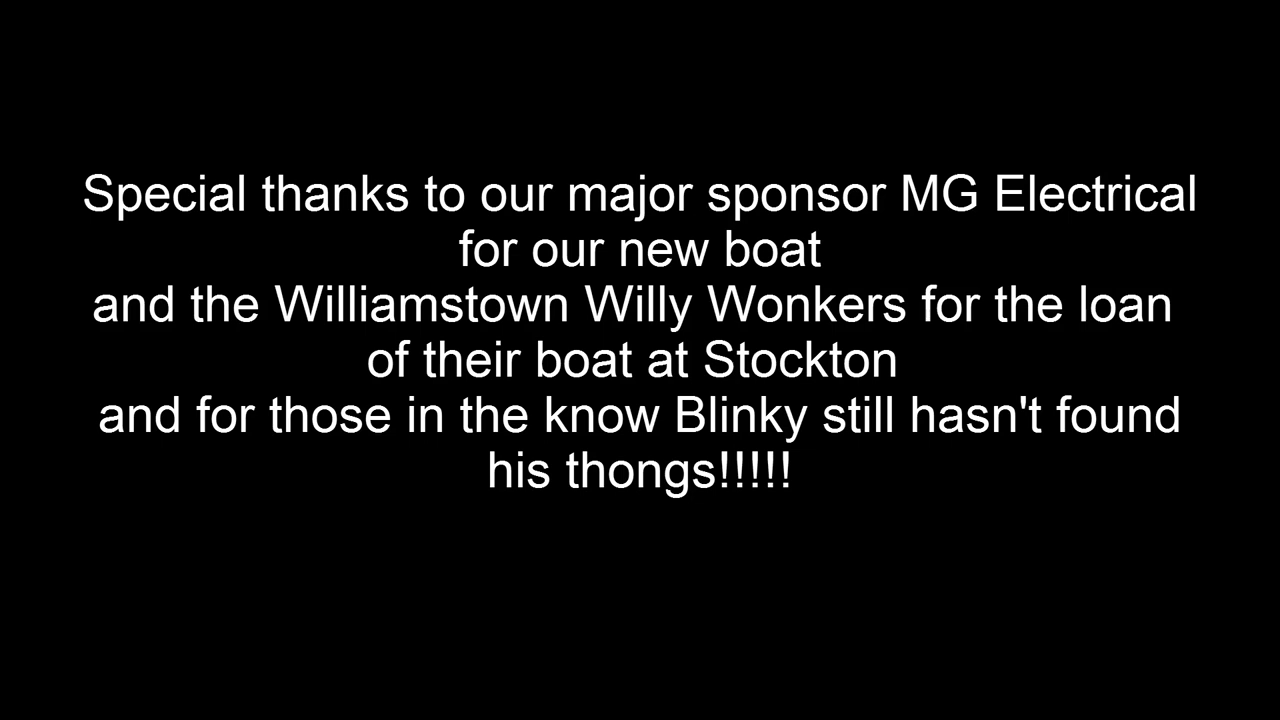 Special thanks to our major sponsor MG Electrical
for our new boat
and the Williamstown Willy Wonkers for the loan
of their boat at Stockton
and for those in the know Blinky still hasn't found
his thongs!!!!!